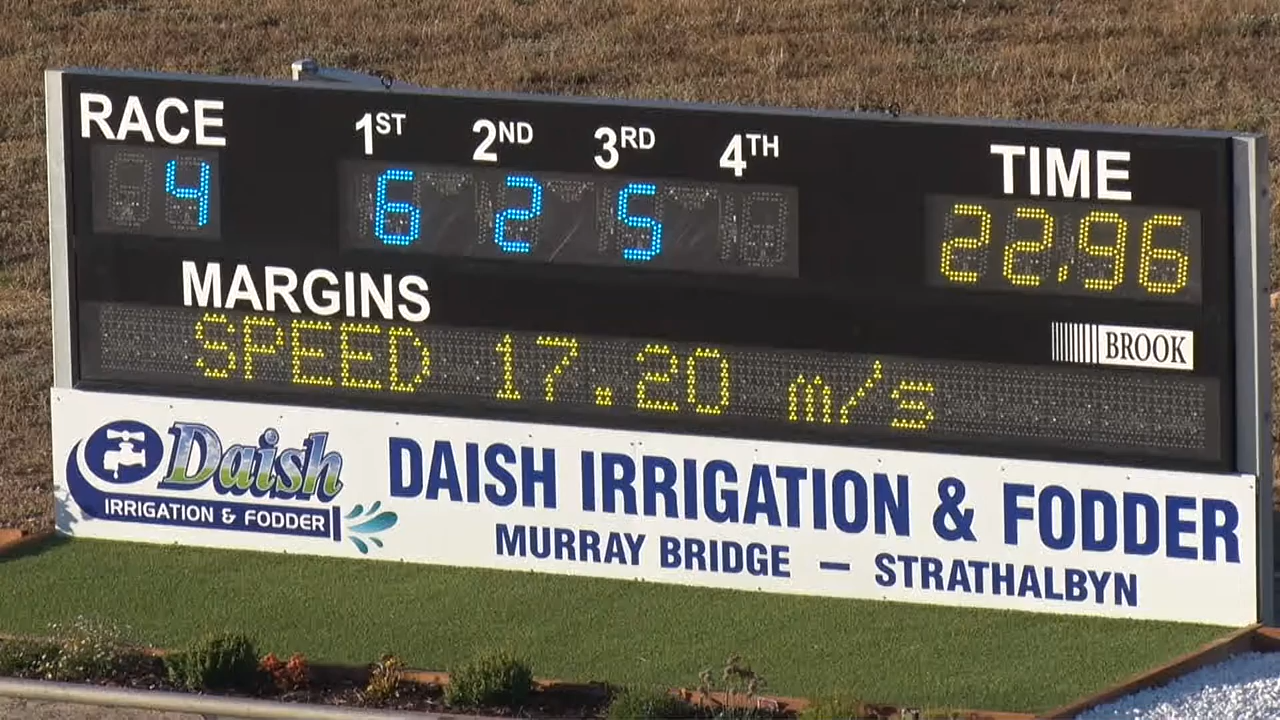 RACE 1ST 2ND 3RD 4TH TIME
4 6 2 5 22.96
MARGINS
SPEED 17.20 m/s
BROOK
Daish
IRRIGATION & FODDER
DAISH IRRIGATION & FODDER
MURRAY BRIDGE – STRATHALBYN